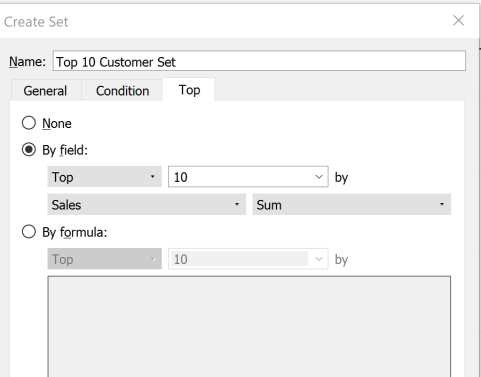 Create Set
Name: Top 10 Customer Set
General Condition Top
None
By field:
Top 10 by
Sales Sum
By formula:
Top 10 by